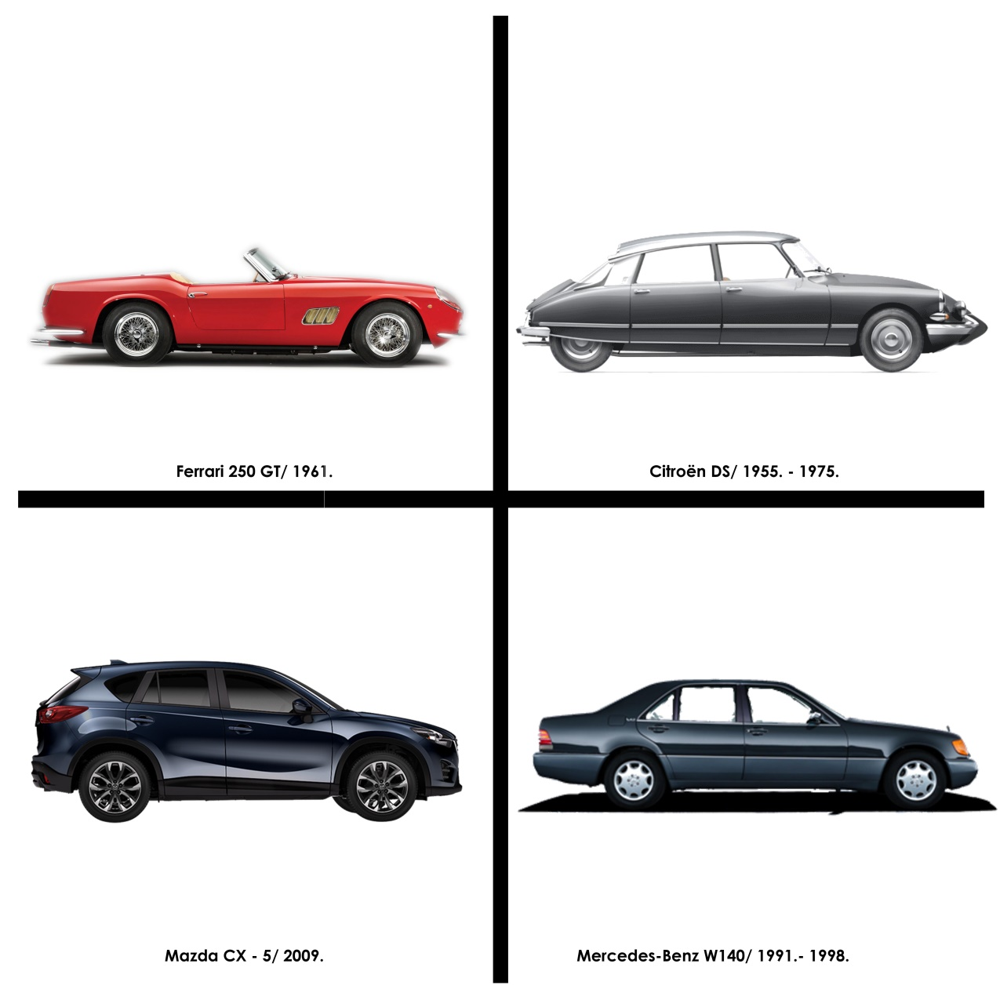 Ferrari 250 GT/ 1961.
Citroën DS/ 1955. - 1975.
Mazda CX - 5/ 2009.
Mercedes-Benz W140/ 1991.- 1998.